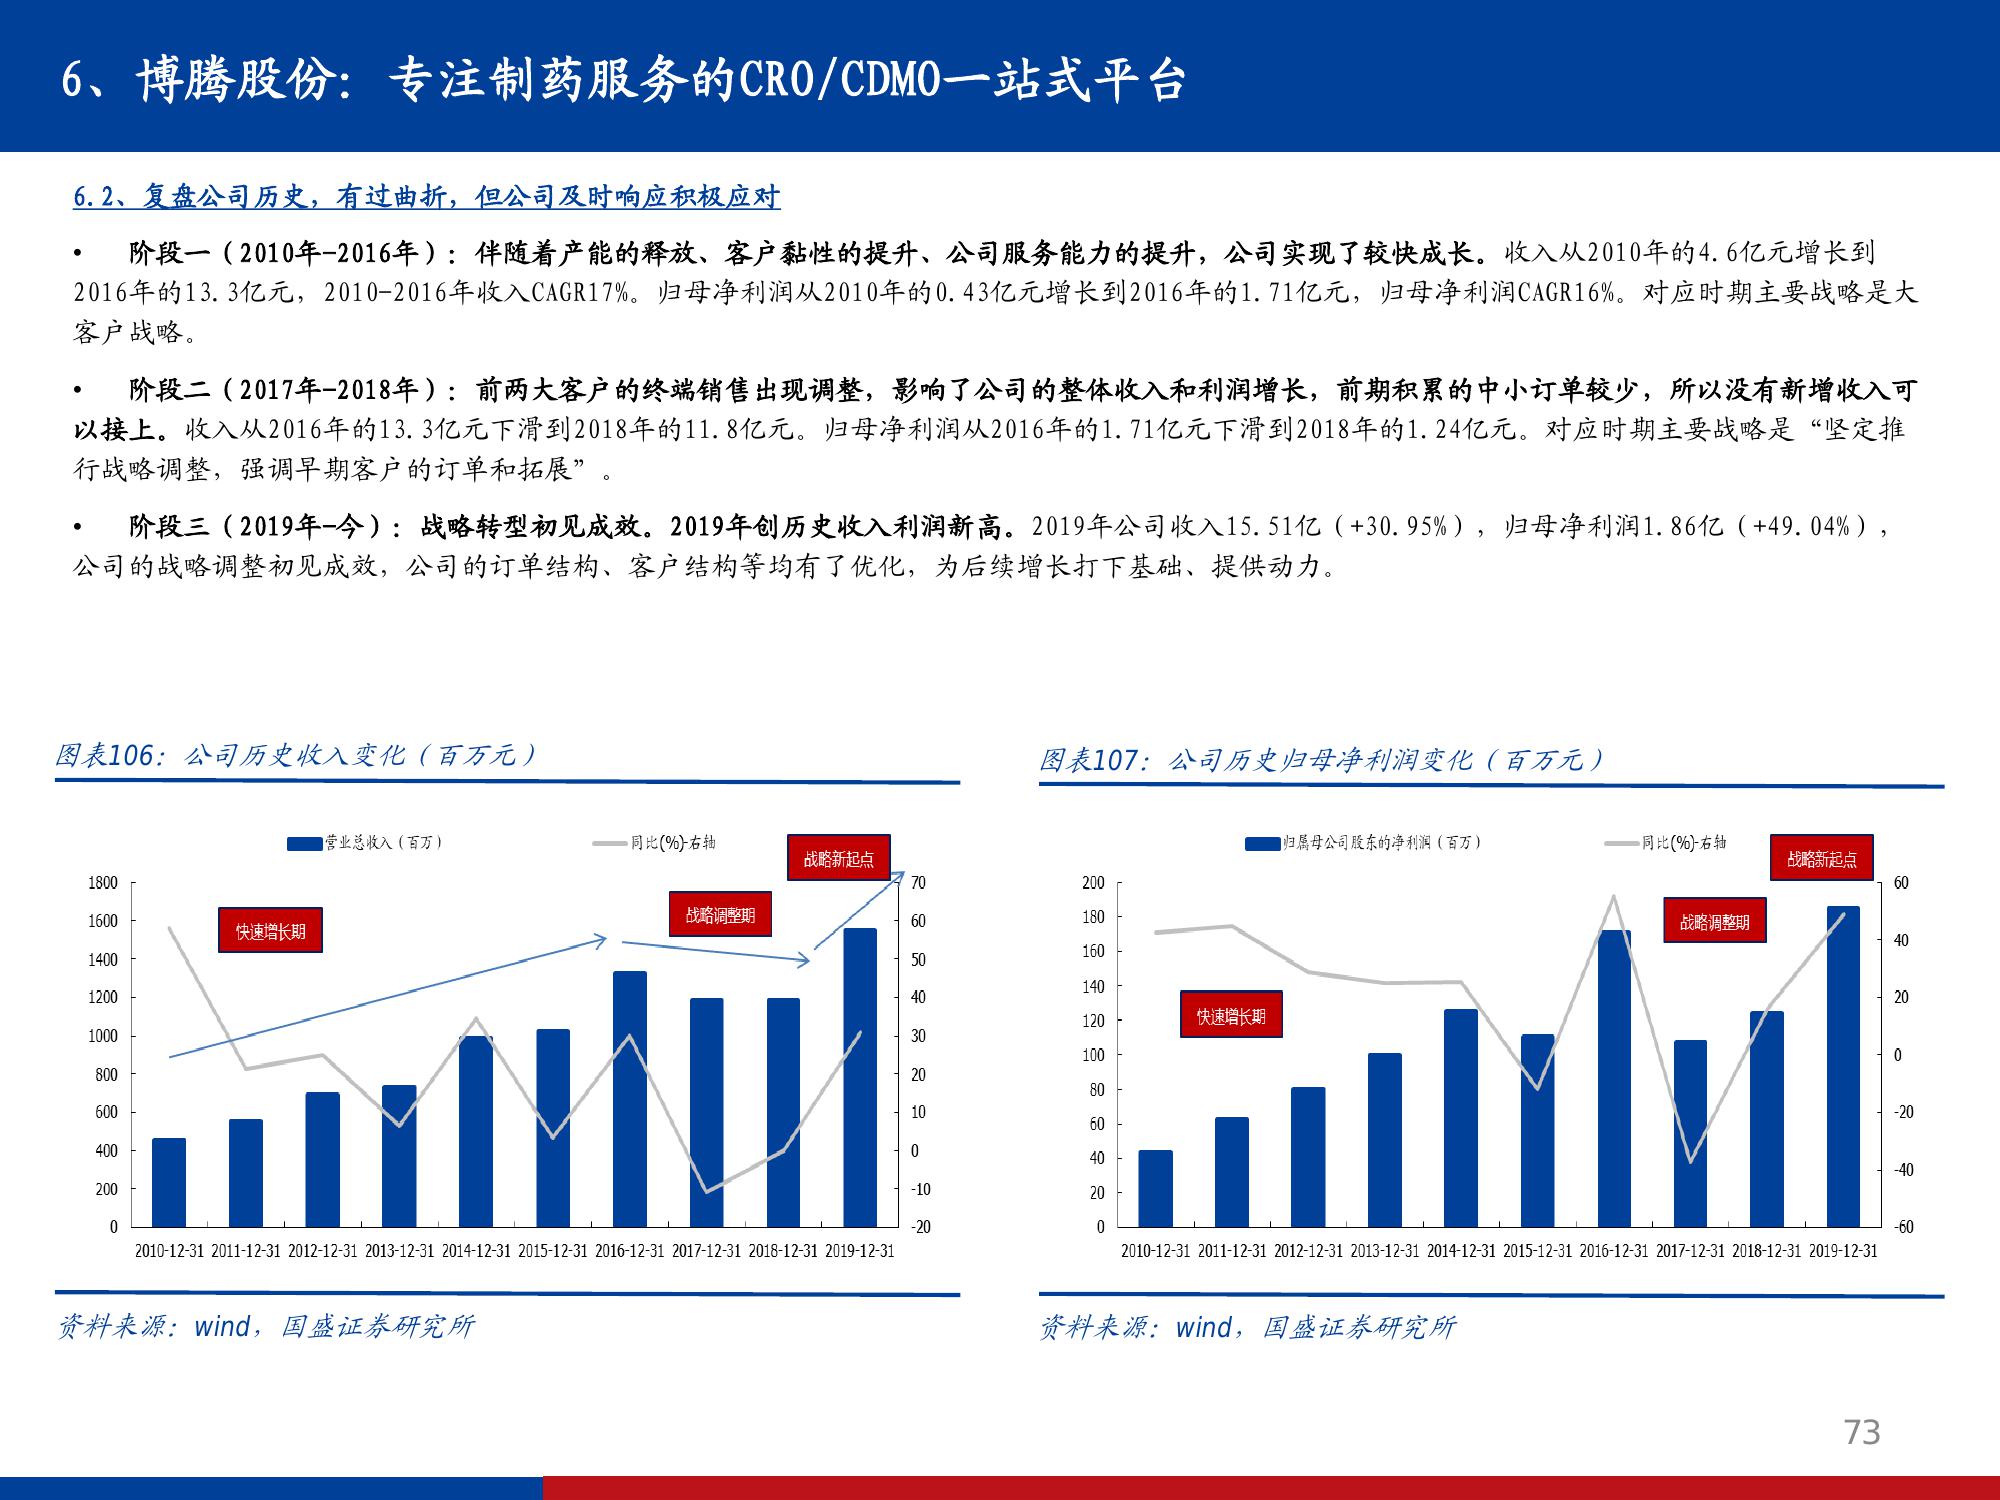 6、博腾股份：专注制药服务的CRO/CDMO一站式平台
6.2、复盘公司历史，有过曲折，但公司及时响应积极应对
• 阶段一（2010年-2016年）：伴随着产能的释放、客户黏性的提升、公司服务能力的提升，公司实现了较快成长。收入从2010年的4.6亿元增长到
2016年的13.3亿元，2010-2016年收入CAGR17%。归母净利润从2010年的0.43亿元增长到2016年的1.71亿元，归母净利润CAGR16%。对应时期主要战略是大
客户战略。
• 阶段二（2017年-2018年）：前两大客户的终端销售出现调整，影响了公司的整体收入和利润增长，前期积累的中小订单较少，所以没有新增收入可
以接上。收入从2016年的13.3亿元下滑到2018年的11.8亿元。归母净利润从2016年的1.71亿元下滑到2018年的1.24亿元。对应时期主要战略是“坚定推
行战略调整，强调早期客户的订单和拓展”。
• 阶段三（2019年-今）：战略转型初见成效。2019年创历史收入利润新高。2019年公司收入15.51亿（+30.95%），归母净利润1.86亿（+49.04%），
公司的战略调整初见成效，公司的订单结构、客户结构等均有了优化，为后续增长打下基础、提供动力。
图表106：公司历史收入变化（百万元）
营业总收入（百万） 同比(%)-右轴
战略新起点
战略调整期
快速增长期
1800
1600
1400
1200
1000
800
600
400
200
0
70
60
50
40
30
20
10
0
-10
-20
2010-12-31 2011-12-31 2012-12-31 2013-12-31 2014-12-31 2015-12-31 2016-12-31 2017-12-31 2018-12-31 2019-12-31
资料来源：wind，国盛证券研究所
图表107：公司历史归母净利润变化（百万元）
归属母公司股东的净利润（百万） 同比(%)-右轴
战略新起点
战略调整期
快速增长期
200
180
160
140
120
100
80
60
40
20
0
60
40
20
0
-20
-40
-60
2010-12-31 2011-12-31 2012-12-31 2013-12-31 2014-12-31 2015-12-31 2016-12-31 2017-12-31 2018-12-31 2019-12-31
资料来源：wind，国盛证券研究所
73